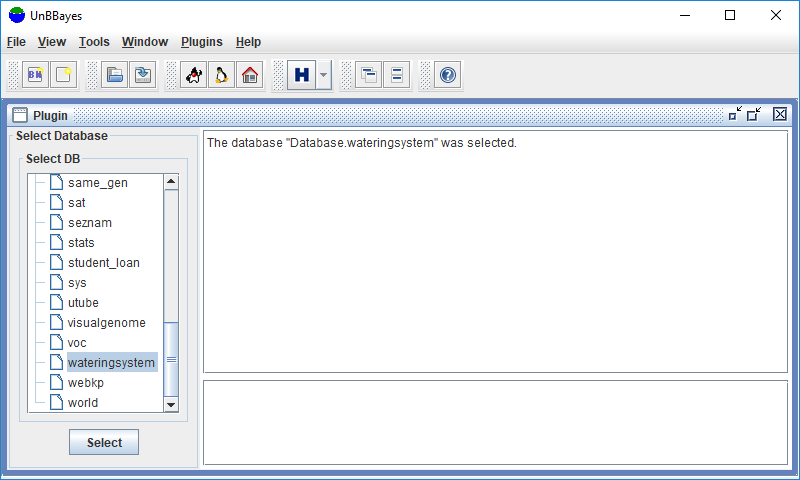 UnBBayes
File View Tools Window Plugins Help
BN
H
Plugin
Select Database
Select DB
same_gen
sat
seznam
stats
student_loan
sys
utube
visualgenome
voc
wateringsystem
webkp
world
Select
The database "Database.wateringsystem" was selected.